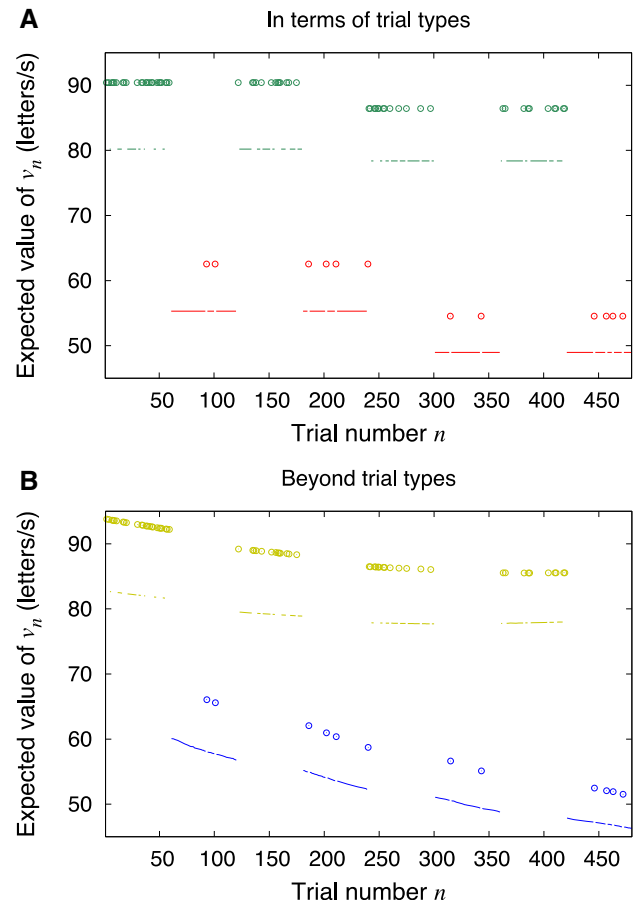 A
In terms of trial types
Expected value of vₙ (letters/s)
90
80
70
60
50
50 100 150 200 250 300 350 400 450
Trial number n
B
Beyond trial types
Expected value of vₙ (letters/s)
90
80
70
60
50
50 100 150 200 250 300 350 400 450
Trial number n